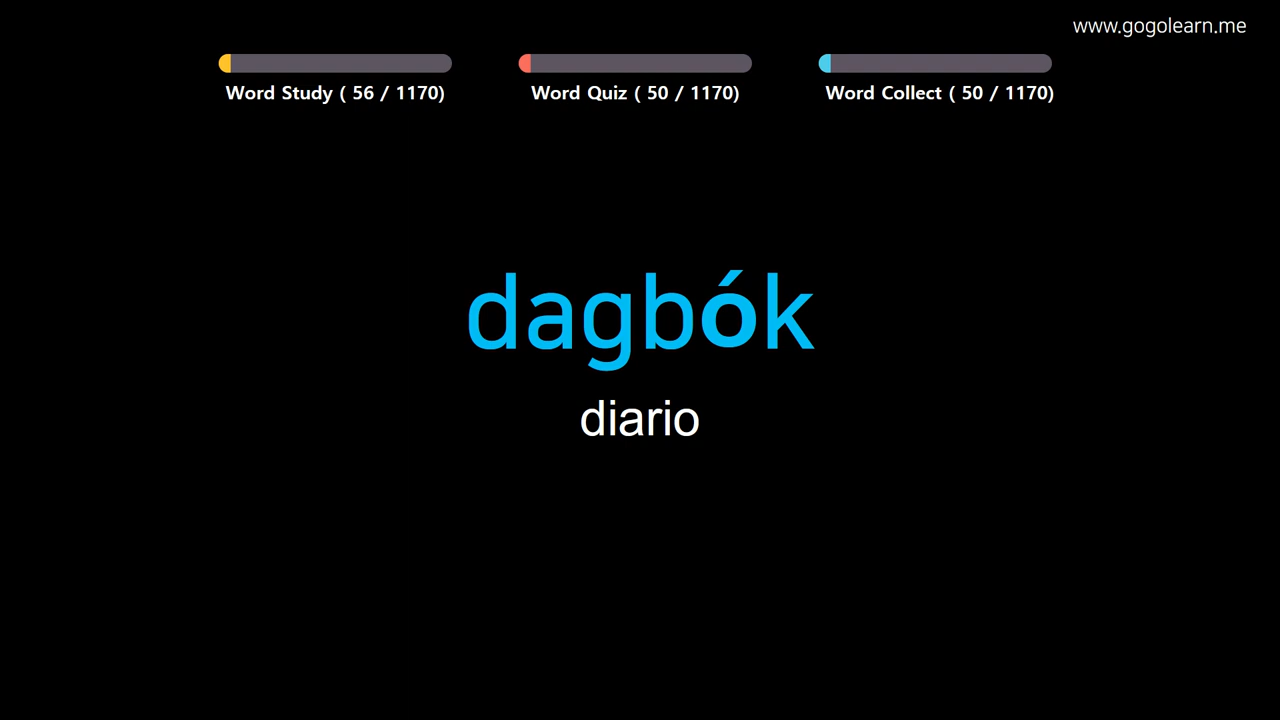 www.gogolearn.me
Word Study ( 56 / 1170)
Word Quiz ( 50 / 1170)
Word Collect ( 50 / 1170)
dagbók
diario